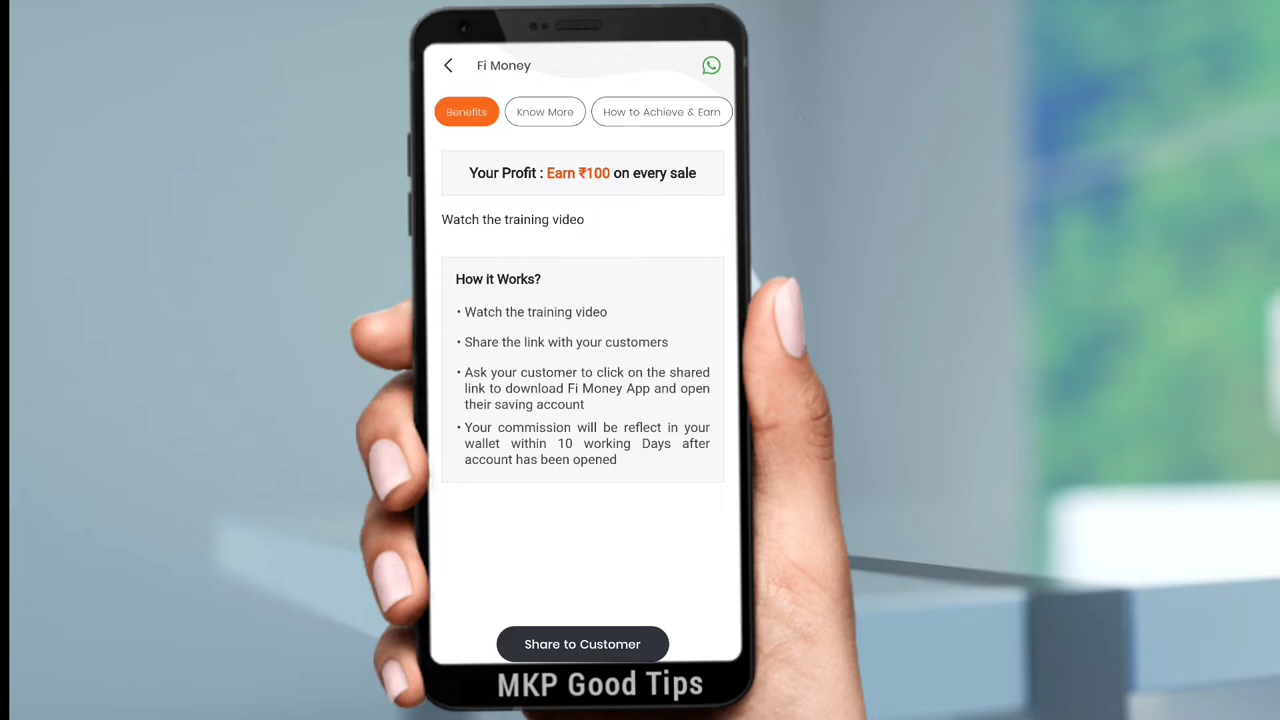 Fi Money
Benefits
Know More
How to Achieve & Earn
Your Profit : Earn ₹100 on every sale
Watch the training video
How it Works?
• Watch the training video
• Share the link with your customers
• Ask your customer to click on the shared
link to download Fi Money App and open
their saving account
• Your commission will be reflect in your
wallet within 10 working Days after
account has been opened
Share to Customer
MKP Good Tips